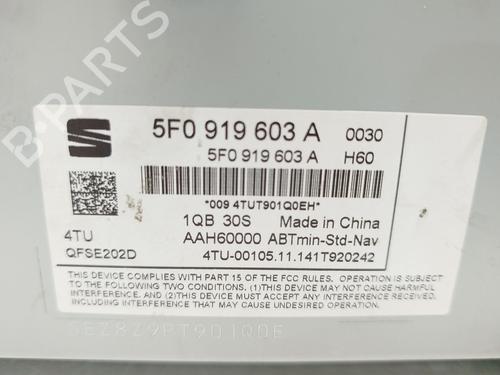 5F0 919 603 A 0030
5F0 919 603 A H60
*009 4TUT901Q0EH*
1QB 30S Made in China
4TU AAH60000 ABTmin-Std-Nav
QFSE202D 4TU-00105.11.141T920242
THIS DEVICE COMPLIES WITH PART 15 OF THE FCC RULES. OPERATION IS
SUBJECT TO THE FOLLOWING TWO CONDITIONS: (1) THIS DEVICE MAY NOT CAUSE
HARMFUL INTERFERENCE, AND (2) THIS DEVICE MUST ACCEPT ANY INTERFERENCE
RECEIVED, INCLUDING INTERFERENCE THAT MAY CAUSE UNDESIRED OPERATION.
B-PARTS